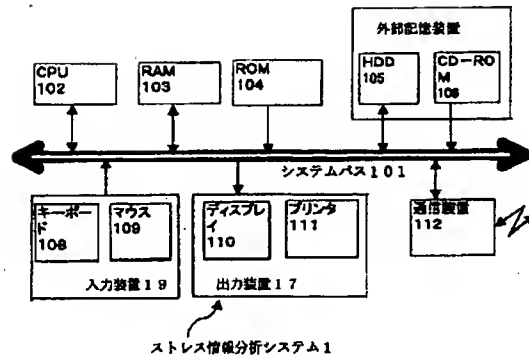 外部記憶装置
CPU
102
RAM
103
ROM
104
HDD
105
CD-RO
M
106
システムバス101
キーボー
ド
108
マウス
109
入力装置19
ディスプレ
イ
110
プリンタ
111
出力装置17
通信装置
112
ストレス情報分析システム1